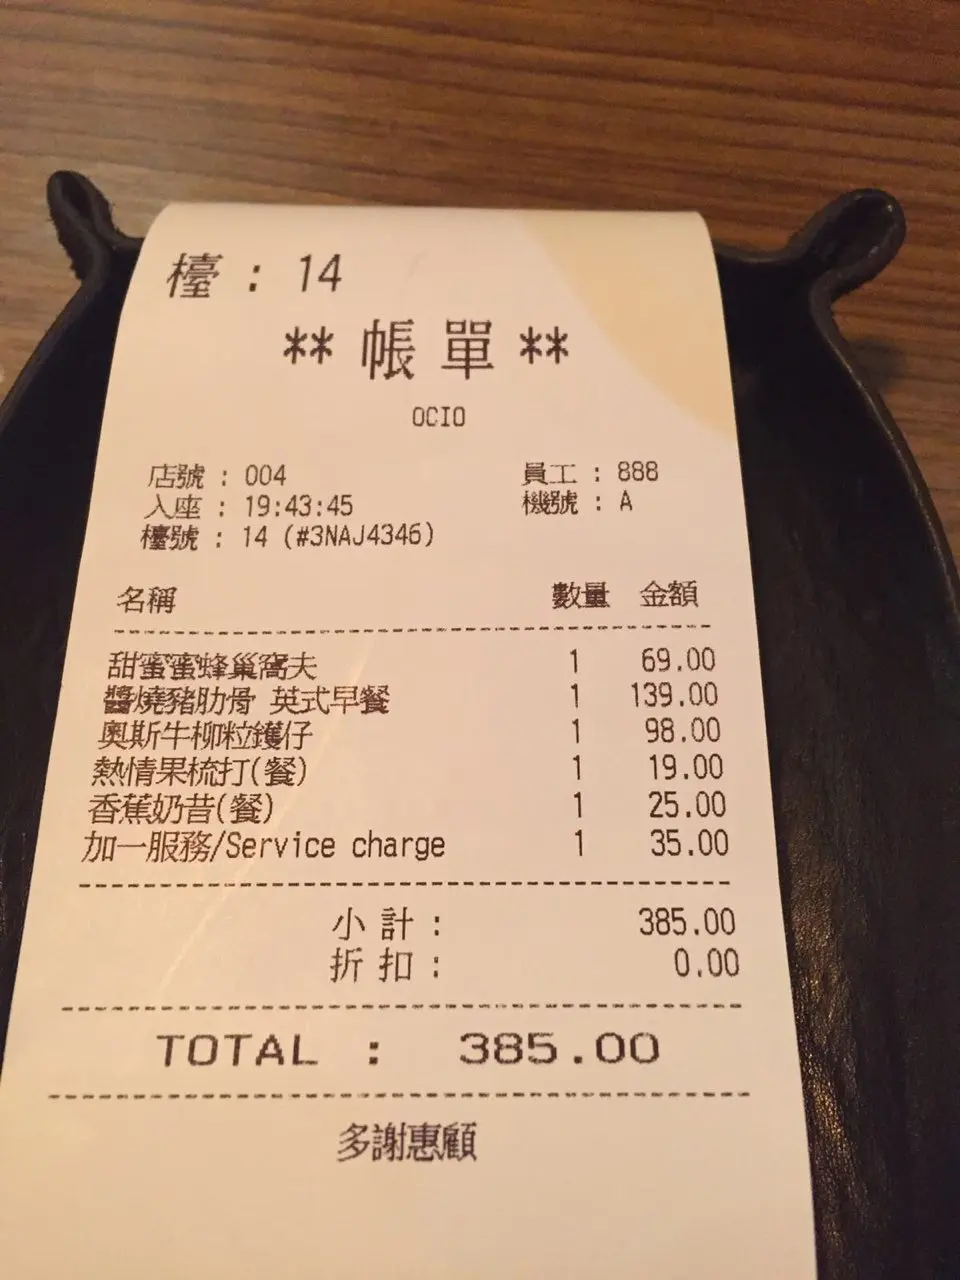 檯 : 14
** 帳 單 **
OCIO
店號 : 004 員工 : 888
入座 : 19:43:45 機號 : A
檯號 : 14 (#3NAJ4346)
名稱 數量 金額
甜蜜蜜蜂巢窩夫 1 69.00
醬燒豬肋骨 英式早餐 1 139.00
奧斯牛柳粒鑊仔 1 98.00
熱情果梳打(餐) 1 19.00
香蕉奶昔(餐) 1 25.00
加一服務/Service charge 1 35.00
小 計 : 385.00
折 扣 : 0.00
TOTAL : 385.00
多謝惠顧